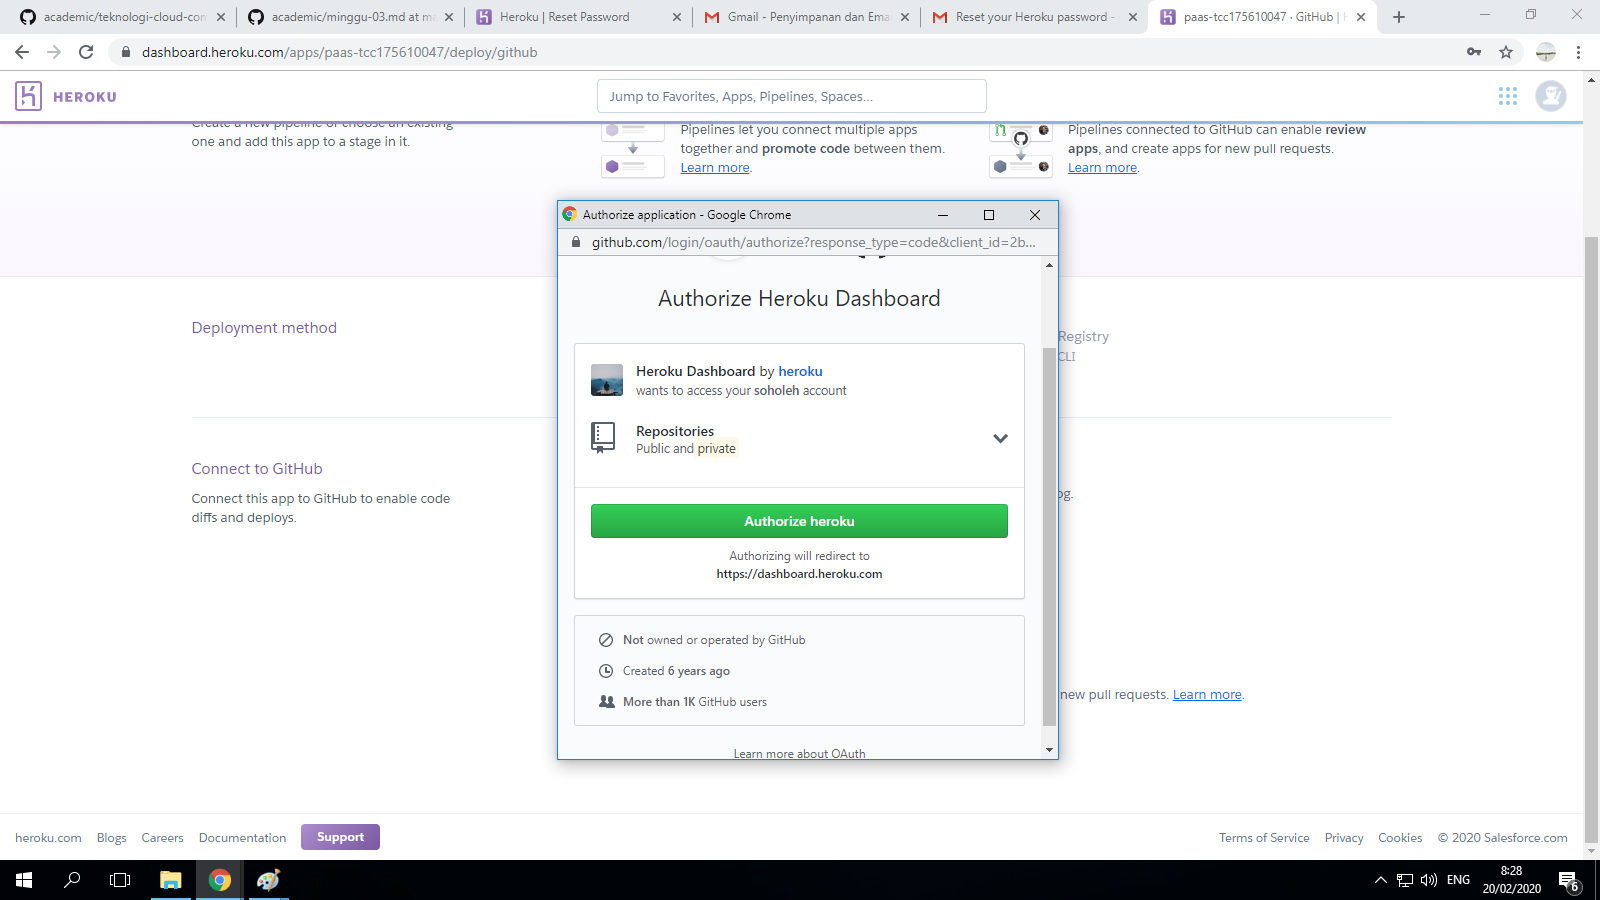 academic/teknologi-cloud-com
academic/minggu-03.md at ma
Heroku | Reset Password
Gmail - Penyimpanan dan Ema
Reset your Heroku password -
paas-tcc175610047 · GitHub | H
dashboard.heroku.com/apps/paas-tcc175610047/deploy/github
HEROKU
Jump to Favorites, Apps, Pipelines, Spaces...
Create a new pipeline or choose an existing
one and add this app to a stage in it.
Pipelines let you connect multiple apps
together and promote code between them.
Learn more.
Pipelines connected to GitHub can enable review
apps, and create apps for new pull requests.
Learn more.
Authorize application - Google Chrome
github.com/login/oauth/authorize?response_type=code&client_id=2b...
Authorize Heroku Dashboard
Heroku Dashboard by heroku
wants to access your soholeh account
Repositories
Public and private
Authorize heroku
Authorizing will redirect to
https://dashboard.heroku.com
Not owned or operated by GitHub
Created 6 years ago
More than 1K GitHub users
Learn more about OAuth
Deployment method
Registry
CLI
Connect to GitHub
Connect this app to GitHub to enable code
diffs and deploys.
og.
new pull requests. Learn more.
heroku.com
Blogs
Careers
Documentation
Support
Terms of Service
Privacy
Cookies
© 2020 Salesforce.com
ENG
8:28
20/02/2020
6